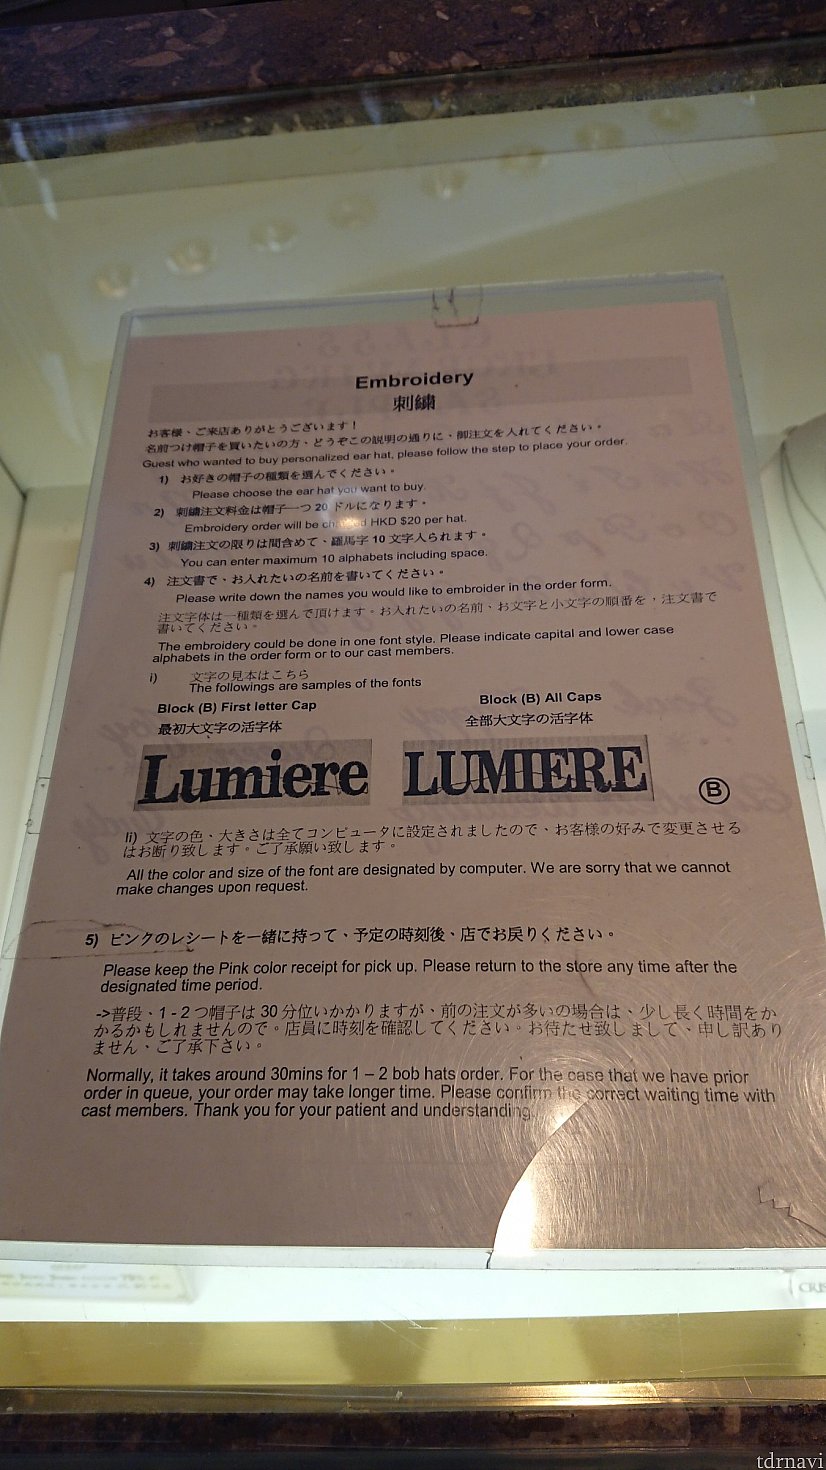 Embroidery
刺繍
お客様、ご来店ありがとうございます！
名前つけ帽子を買いたいの方、どうぞこの説明の通りに、御注文を入れてください。
Guest who wanted to buy personalized ear hat, please follow the step to place your order.
1) お好きの帽子の種類を選んでください。
Please choose the ear hat you want to buy.
2) 刺繍注文料金は帽子一つ 20 ドルになります。
Embroidery order will be HKD $20 per hat.
3) 刺繍注文の限りは間含めて、羅馬字 10 文字入られます。
You can enter maximum 10 alphabets including space.
4) 注文書で、お入れたいの名前を書いてください。
Please write down the names you would like to embroider in the order form.
注文字体は一種類を選んで頂けます。お入れたいの名前、お文字と小文字の順番を，注文書で
書いてください。
The embroidery could be done in one font style. Please indicate capital and lower case
alphabets in the order form or to our cast members.
i) 文字の見本はこちら
The followings are samples of the fonts
Block (B) First letter Cap
Block (B) All Caps
最初大文字の活字体
全部大文字の活字体
Lumiere
LUMIERE
B
Ii) 文字の色、大きさは全てコンピュータに設定されましたので、お客様の好みで変更させる
はお断り致します。ご了承願い致します。
All the color and size of the font are designated by computer. We are sorry that we cannot
make changes upon request.
5) ピンクのレシートを一緒に持って、予定の時刻後、店でお戻りください。
Please keep the Pink color receipt for pick up. Please return to the store any time after the
designated time period.
->普段、1 - 2 つ帽子は 30 分位いかかりますが、前の注文が多いの場合は、少し長く時間をか
かるかもしれませんので。店員に時刻を確認してください。お待たせ致しまして、申し訳あり
ません、ご了承下さい。
Normally, it takes around 30mins for 1 – 2 bob hats order. For the case that we have prior
order in queue, your order may take longer time. Please confirm the correct waiting time with
cast members. Thank you for your patient and understanding.
tdrnavi